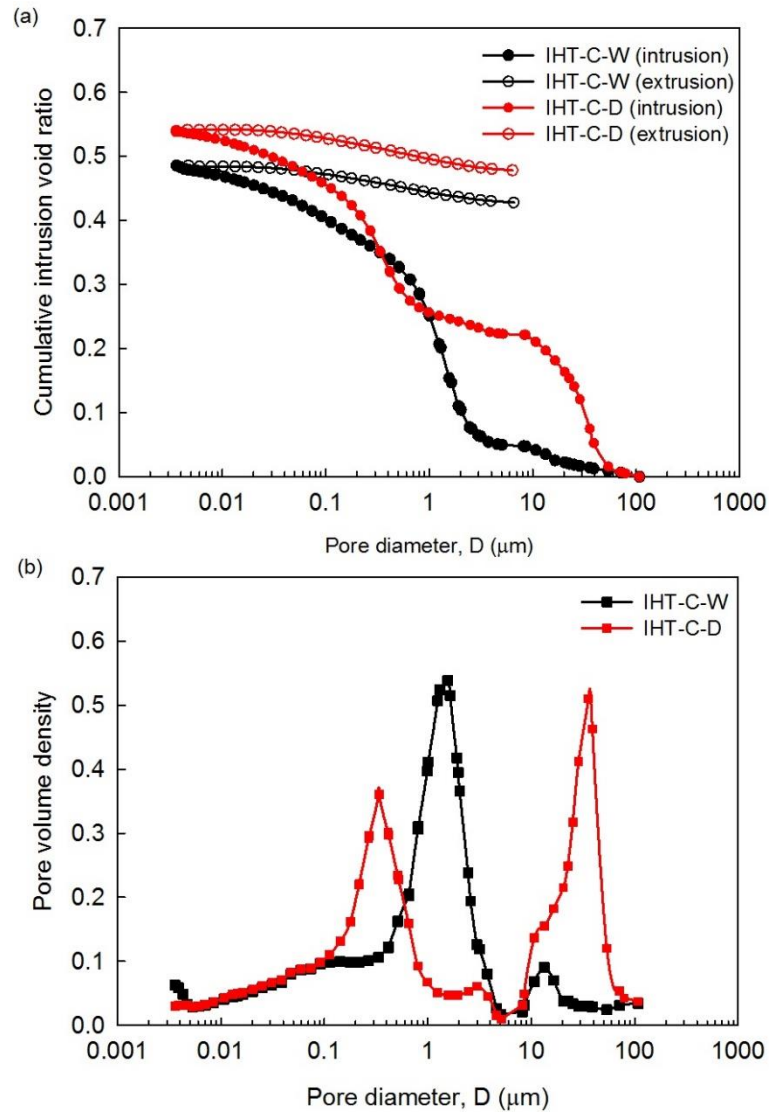 (a)
0.7
0.6
0.5
0.4
0.3
0.2
0.1
0.0
Cumulative intrusion void ratio
IHT-C-W (intrusion)
IHT-C-W (extrusion)
IHT-C-D (intrusion)
IHT-C-D (extrusion)
0.001 0.01 0.1 1 10 100 1000
Pore diameter, D (μm)
(b)
0.7
0.6
0.5
0.4
0.3
0.2
0.1
0.0
Pore volume density
IHT-C-W
IHT-C-D
0.001 0.01 0.1 1 10 100 1000
Pore diameter, D (μm)